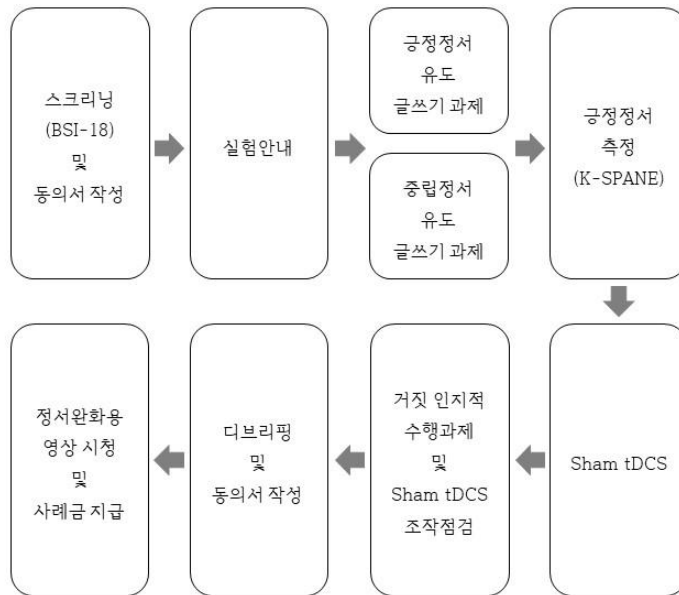 스크리닝
(BSI-18)
및
동의서 작성
실험안내
긍정정서
유도
글쓰기 과제
중립정서
유도
글쓰기 과제
긍정정서
측정
(K-SPANE)
Sham tDCS
거짓 인지적
수행과제
및
Sham tDCS
조작점검
디브리핑
및
동의서 작성
정서완화용
영상 시청
및
사례금 지급